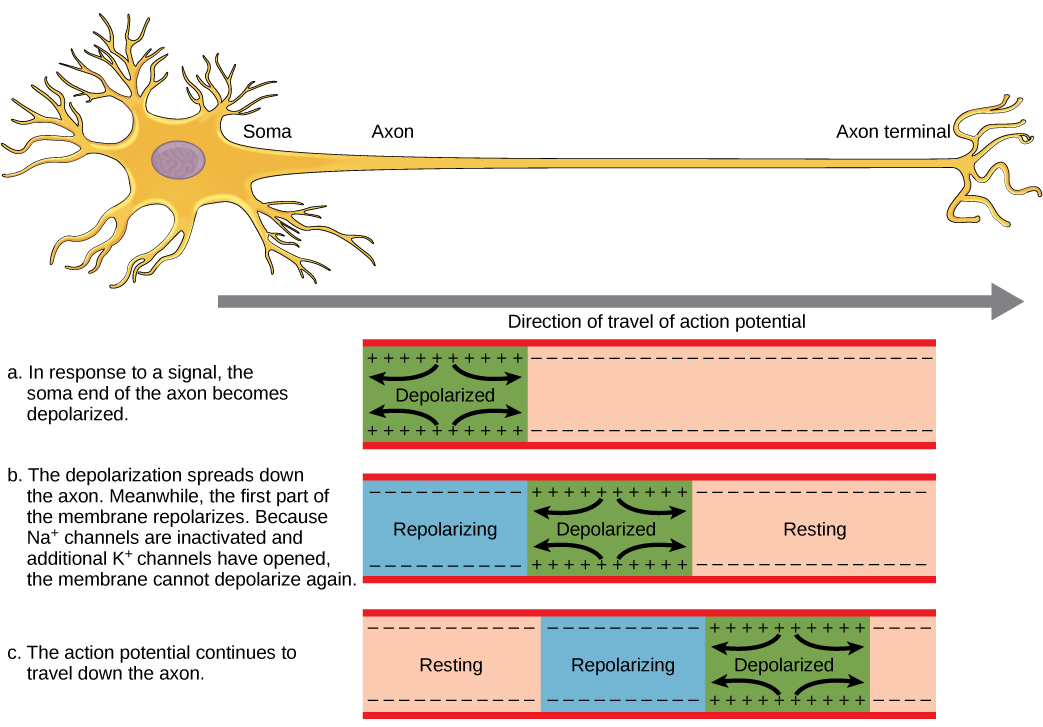 Soma
Axon
Axon terminal
Direction of travel of action potential
a. In response to a signal, the
soma end of the axon becomes
depolarized.
+ + + + + + + + + + – – – – – – – – – – – – – – – – – – – – – – – –
Depolarized
+ + + + + + + + + + – – – – – – – – – – – – – – – – – – – – – – – –
b. The depolarization spreads down
the axon. Meanwhile, the first part of
the membrane repolarizes. Because
Na⁺ channels are inactivated and
additional K⁺ channels have opened,
the membrane cannot depolarize again.
– – – – – – – – – – + + + + + + + + + + – – – – – – – – – – – – – –
Repolarizing Depolarized Resting
– – – – – – – – – – + + + + + + + + + + – – – – – – – – – – – – – –
c. The action potential continues to
travel down the axon.
– – – – – – – – – – – – – – – – – – – – + + + + + + + + + + – – – –
Resting Repolarizing Depolarized
– – – – – – – – – – – – – – – – – – – – + + + + + + + + + + – – – –